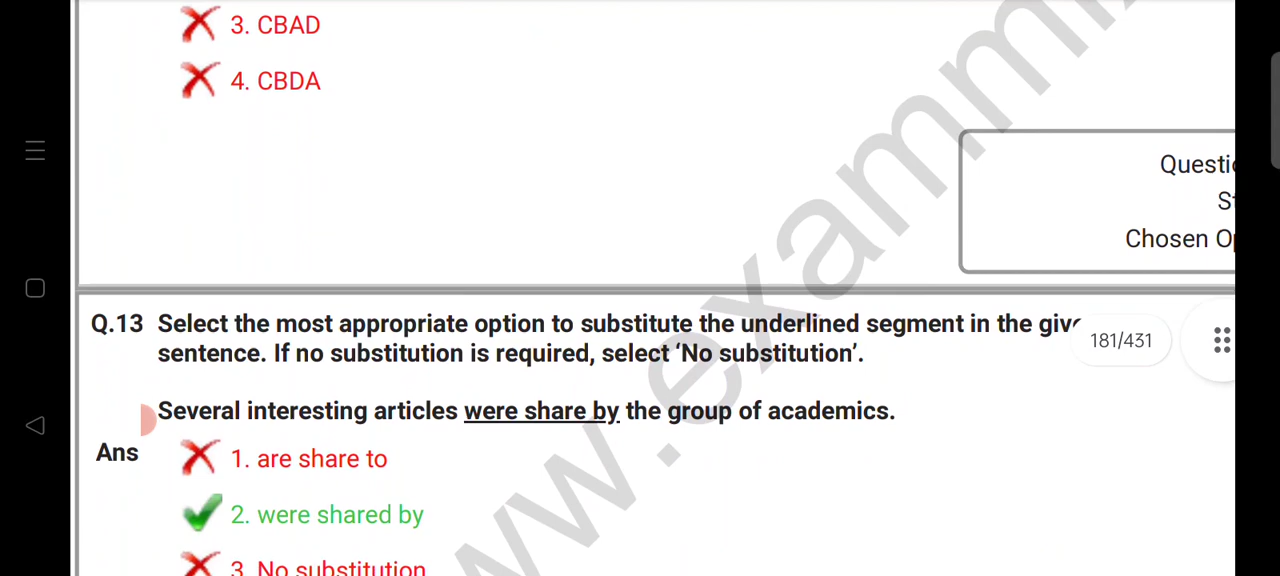 3. CBAD
4. CBDA
Questi
St
Chosen O
Q.13 Select the most appropriate option to substitute the underlined segment in the giv
181/431
sentence. If no substitution is required, select ‘No substitution’.
Several interesting articles were share by the group of academics.
Ans
1. are share to
2. were shared by
3. No substitution
www.examm